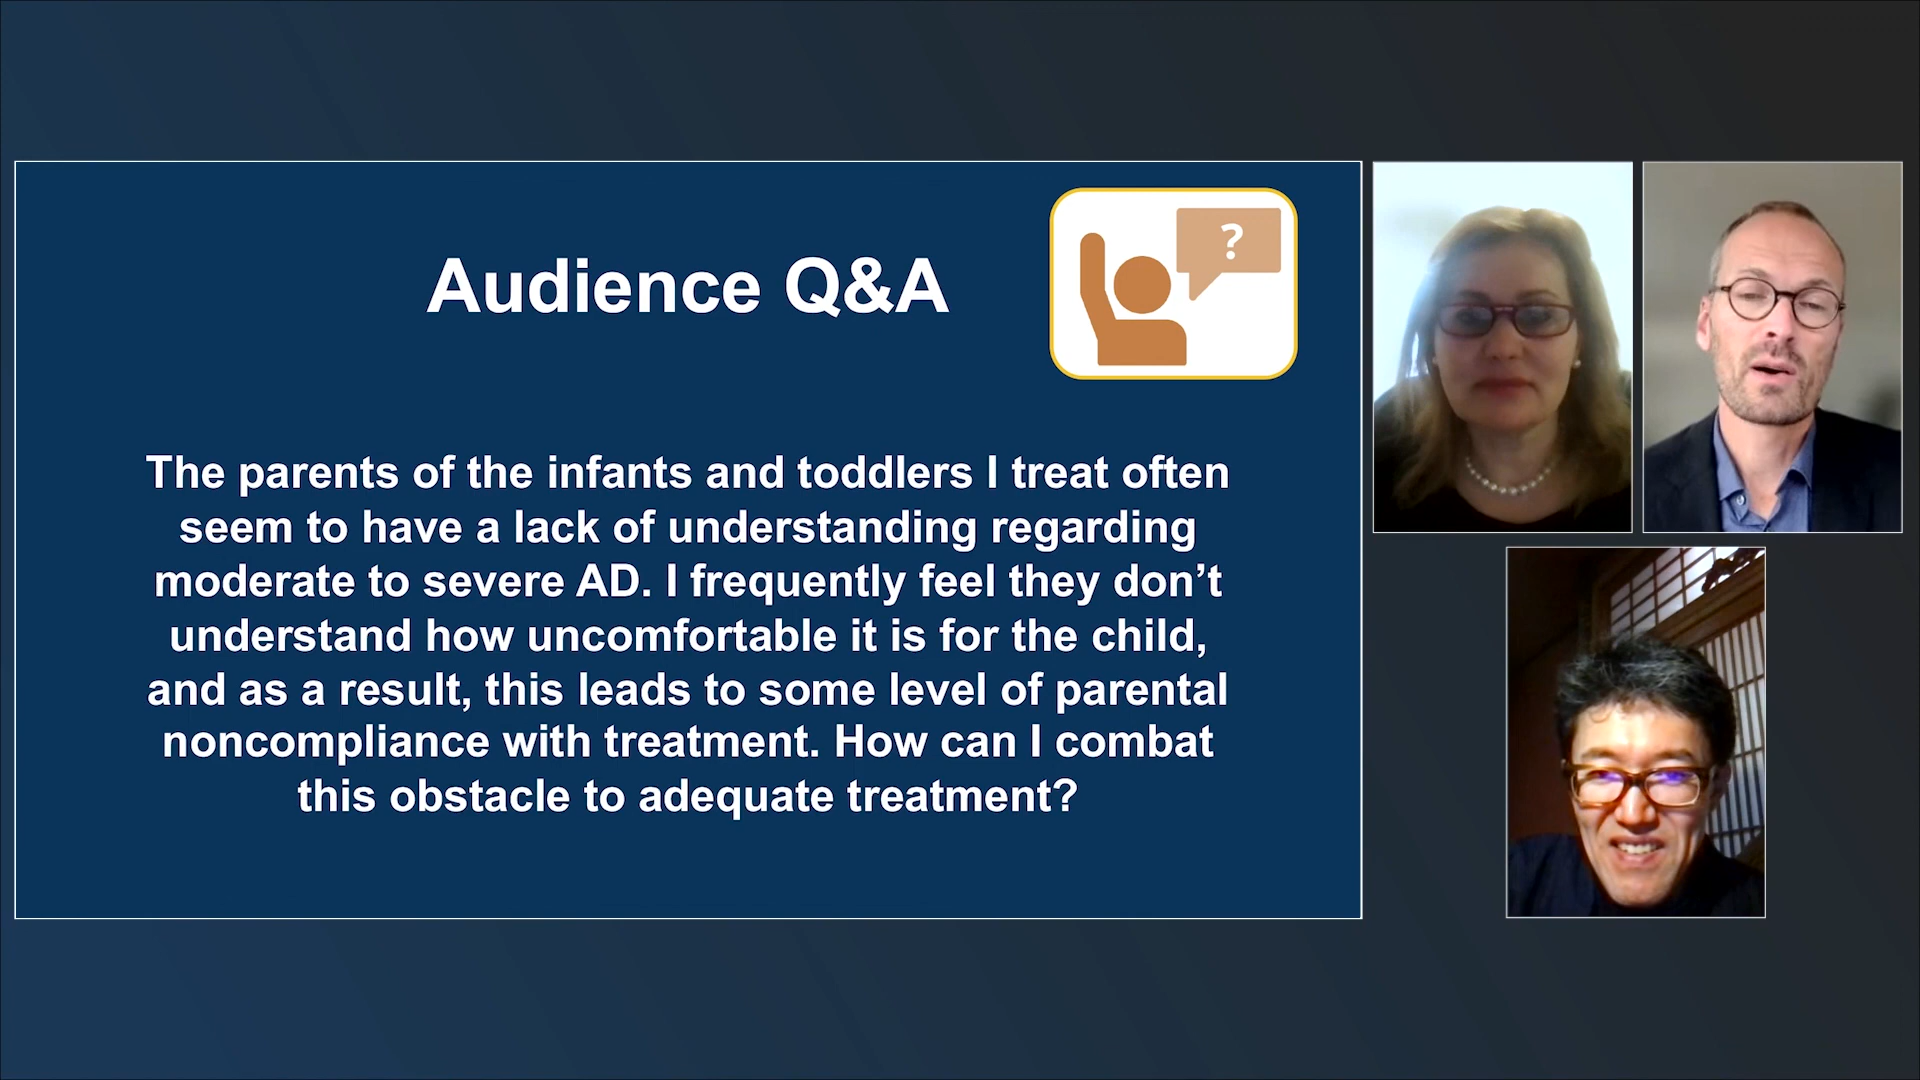 Audience Q&A
?
The parents of the infants and toddlers I treat often
seem to have a lack of understanding regarding
moderate to severe AD. I frequently feel they don’t
understand how uncomfortable it is for the child,
and as a result, this leads to some level of parental
noncompliance with treatment. How can I combat
this obstacle to adequate treatment?